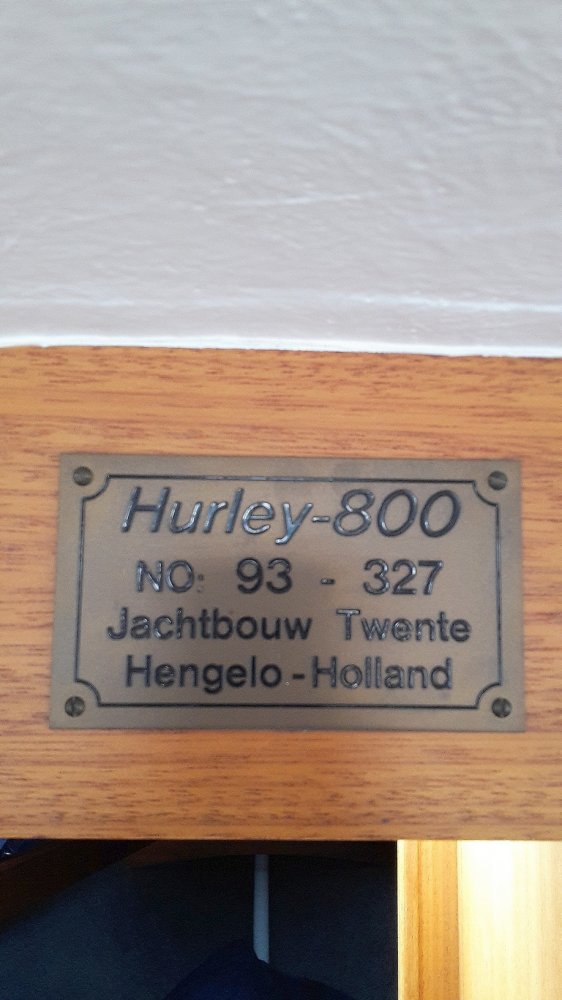 Hurley-800
NO: 93 - 327
Jachtbouw Twente
Hengelo - Holland